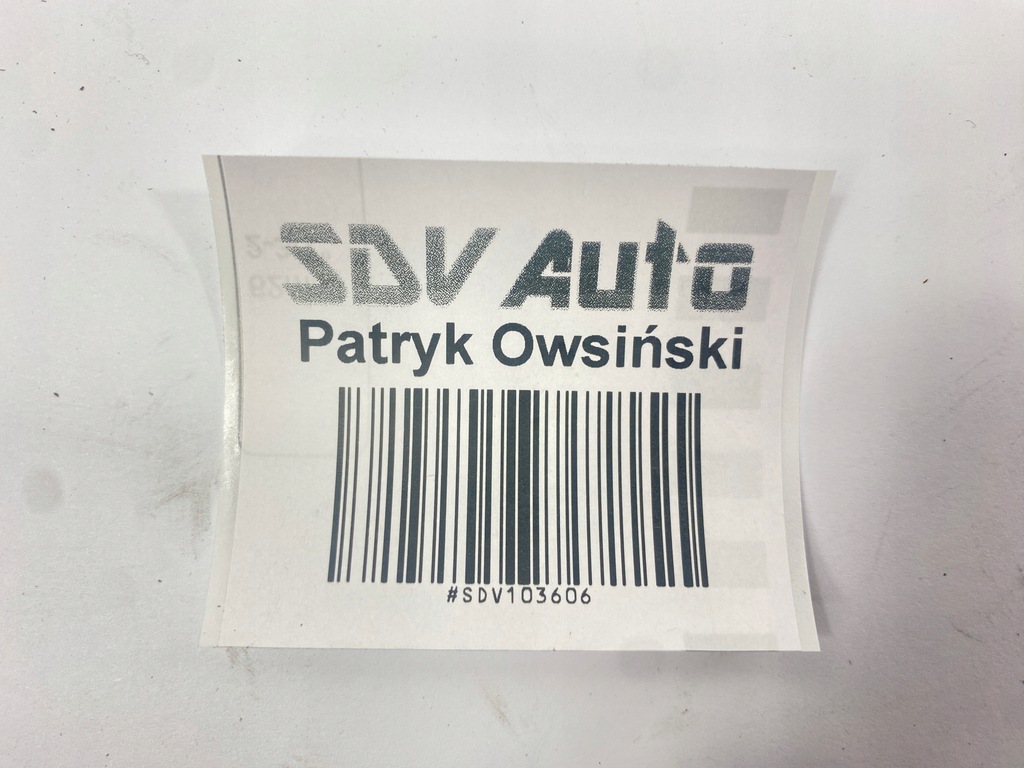 SDV Auto
Patryk Owsiński
#SDV103606